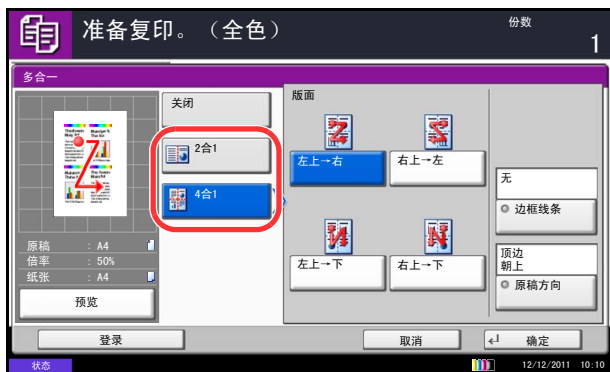 准备复印。（全色）
份数
1
多合一
关闭
2合1
4合1
版面
左上→右
右上→左
左上→下
右上→下
无
边框线条
顶边
朝上
原稿方向
原稿 : A4
倍率 : 50%
纸张 : A4
预览
登录
取消
确定
状态
12/12/2011 10:10